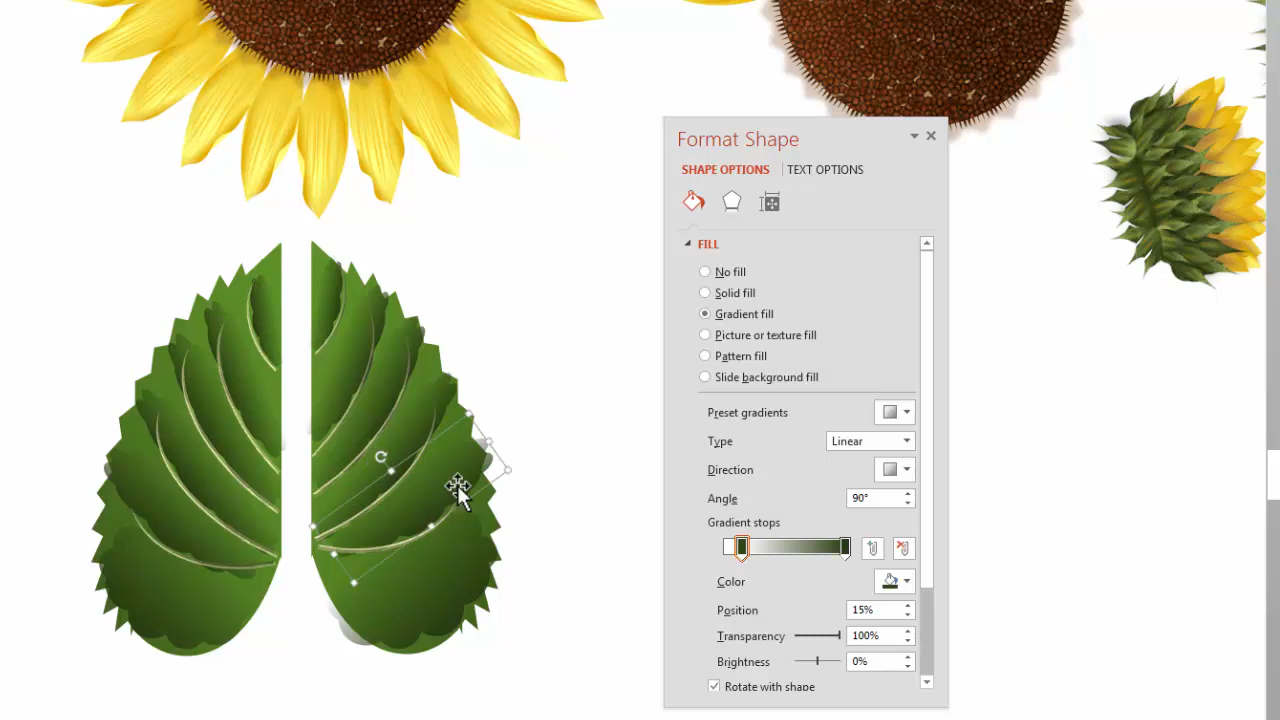 Format Shape
SHAPE OPTIONS TEXT OPTIONS
FILL
No fill
Solid fill
Gradient fill
Picture or texture fill
Pattern fill
Slide background fill
Preset gradients
Type Linear
Direction
Angle 90°
Gradient stops
Color
Position 15%
Transparency 100%
Brightness 0%
Rotate with shape